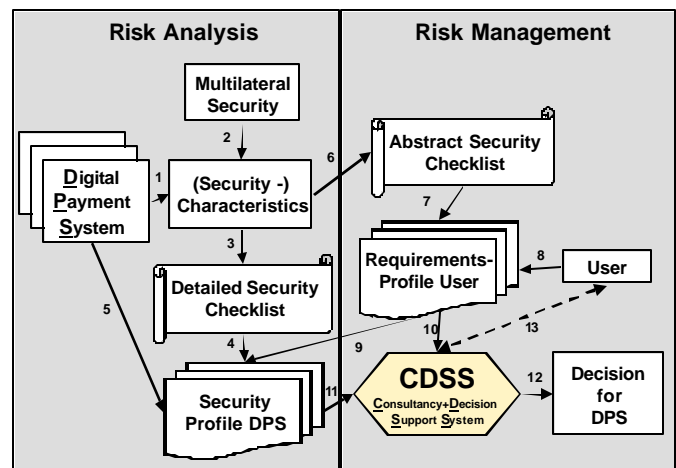 Risk Analysis
Risk Management
Multilateral
Security
2
6
Abstract Security
Checklist
Digital
Payment
System
1
(Security -)
Characteristics
7
3
Requirements-
Profile User
8
User
5
Detailed Security
Checklist
4
9
10
13
Security
Profile DPS
11
CDSS
Consultancy+Decision
Support System
12
Decision
for
DPS